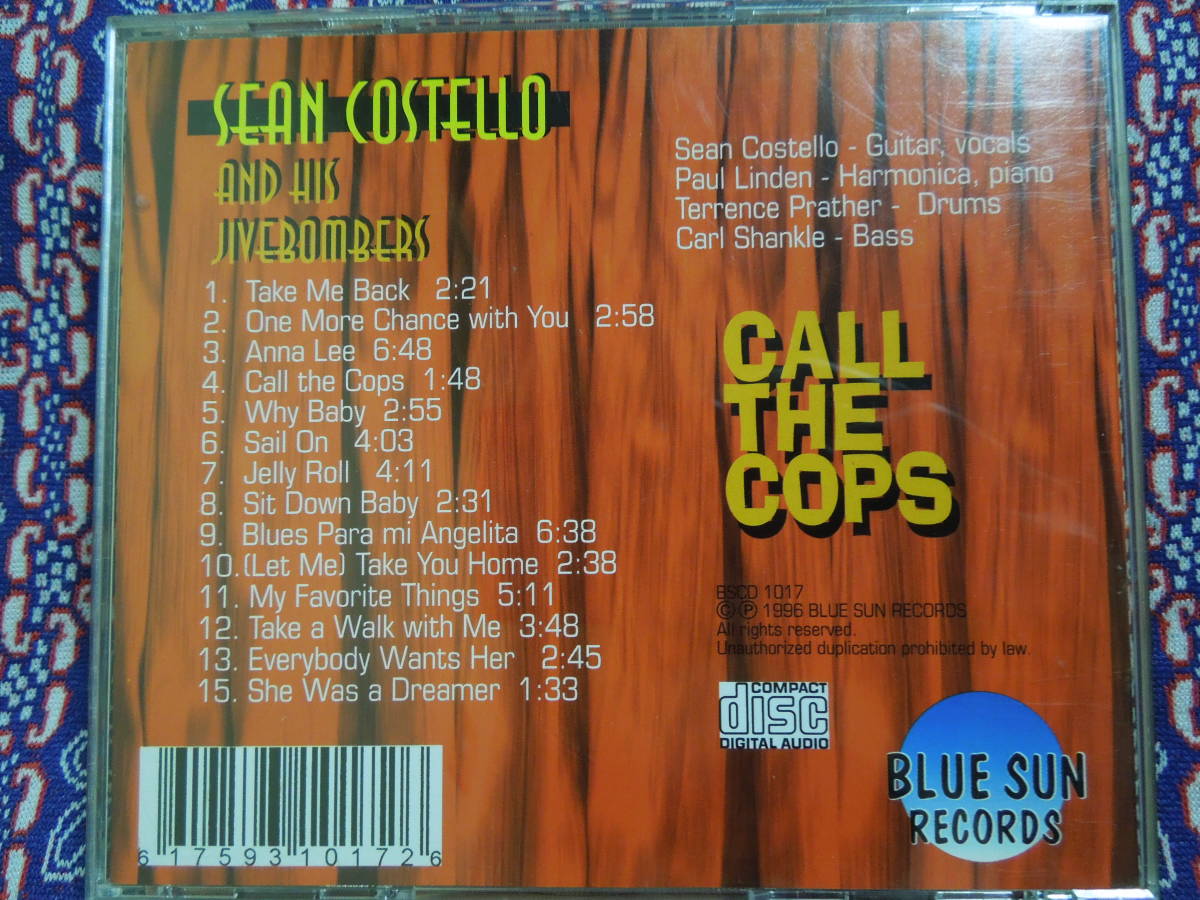 SEAN COSTELLO
AND HIS
JIVEBOMBERS
1. Take Me Back 2:21
2. One More Chance with You 2:58
3. Anna Lee 6:48
4. Call the Cops 1:48
5. Why Baby 2:55
6. Sail On 4:03
7. Jelly Roll 4:11
8. Sit Down Baby 2:31
9. Blues Para mi Angelita 6:38
10. (Let Me) Take You Home 2:38
11. My Favorite Things 5:11
12. Take a Walk with Me 3:48
13. Everybody Wants Her 2:45
15. She Was a Dreamer 1:33
6 17593 10172 6
Sean Costello - Guitar, vocals
Paul Linden - Harmonica, piano
Terrence Prather - Drums
Carl Shankle - Bass
CALL
THE
COPS
BSCD 1017
©℗ 1996 BLUE SUN RECORDS
All rights reserved.
Unauthorized duplication prohibited by law.
COMPACT
disc
DIGITAL AUDIO
BLUE SUN
RECORDS